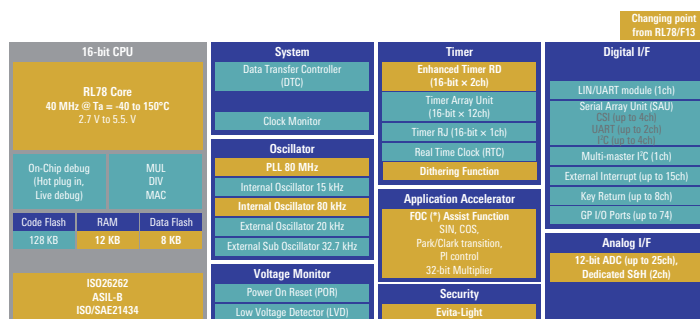 Changing point
from RL78/F13
16-bit CPU
RL78 Core
40 MHz @ Ta = -40 to 150°C
2.7 V to 5.5. V
On-Chip debug
(Hot plug in,
Live debug)
MUL
DIV
MAC
Code Flash
RAM
Data Flash
128 KB
12 KB
8 KB
ISO26262
ASIL-B
ISO/SAE21434
System
Data Transfer Controller
(DTC)
Clock Monitor
Oscillator
PLL 80 MHz
Internal Oscillator 15 kHz
Internal Oscillator 80 kHz
External Oscillator 20 kHz
External Sub Oscillator 32.7 kHz
Voltage Monitor
Power On Reset (POR)
Low Voltage Detector (LVD)
Timer
Enhanced Timer RD
(16-bit × 2ch)
Timer Array Unit
(16-bit × 12ch)
Timer RJ (16-bit × 1ch)
Real Time Clock (RTC)
Dithering Function
Application Accelerator
FOC (*) Assist Function
SIN, COS,
Park/Clark transition,
PI control
32-bit Multiplier
Security
Evita-Light
Digital I/F
LIN/UART module (1ch)
Serial Array Unit (SAU)
CSI (up to 4ch)
UART (up to 2ch)
I²C (up to 4ch)
Multi-master I²C (1ch)
External Interrupt (up to 15ch)
Key Return (up to 8ch)
GP I/O Ports (up to 74)
Analog I/F
12-bit ADC (up to 25ch),
Dedicated S&H (2ch)